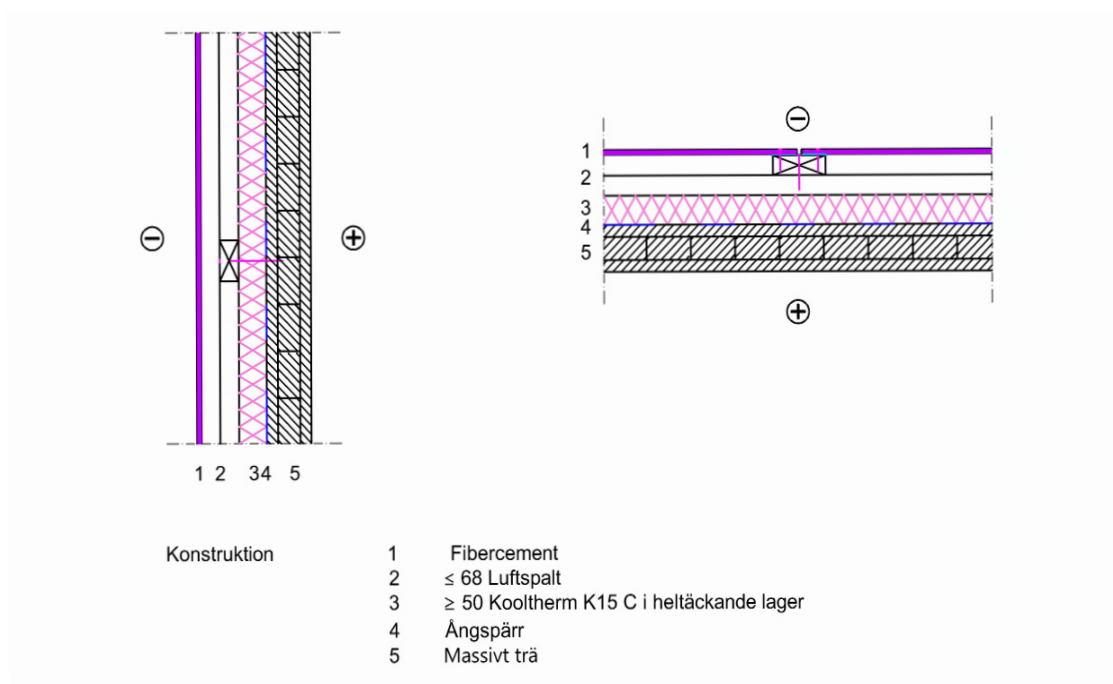 1
2
3
4
5
1 2 34 5
Konstruktion 1 Fibercement
2 ≤ 68 Luftspalt
3 ≥ 50 Kooltherm K15 C i heltäckande lager
4 Ångspärr
5 Massivt trä